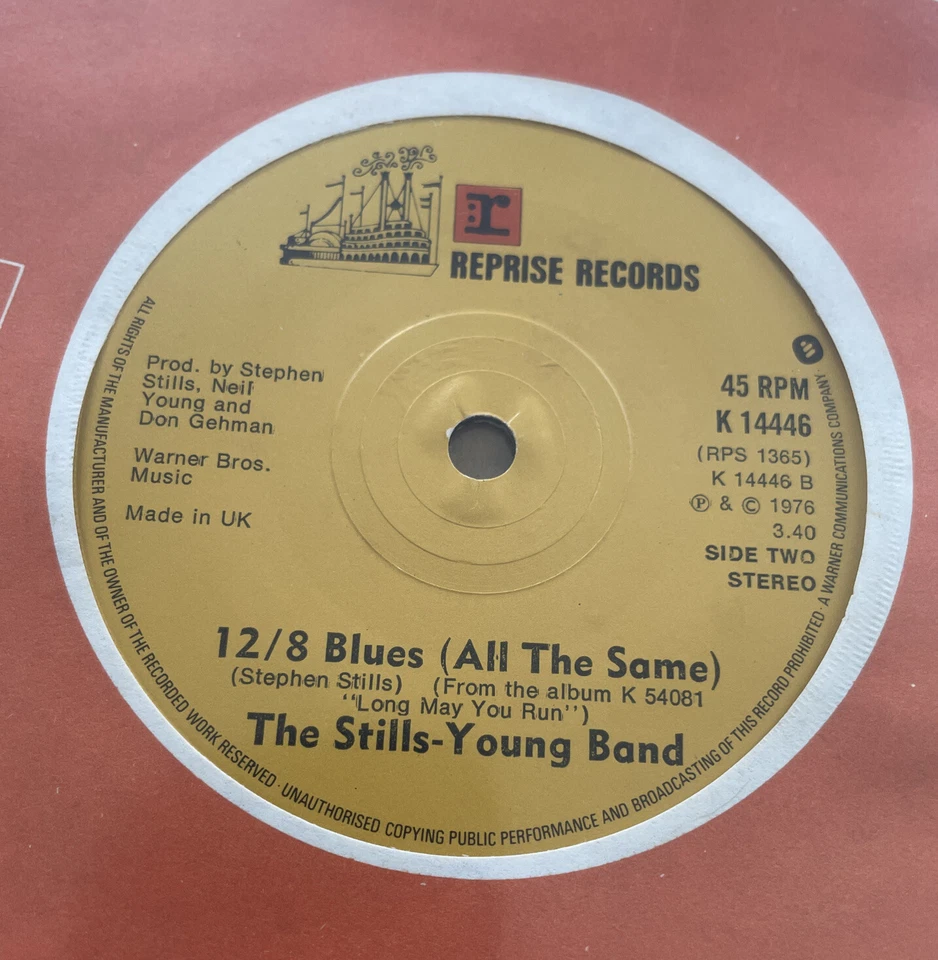 r
REPRISE RECORDS
Prod. by Stephen
Stills, Neil
Young and
Don Gehman
Warner Bros.
Music
Made in UK
45 RPM
K 14446
(RPS 1365)
K 14446 B
Ⓟ & © 1976
3.40
SIDE TWO
STEREO
12/8 Blues (All The Same)
(Stephen Stills) (From the album K 54081
"Long May You Run")
The Stills-Young Band
ALL RIGHTS OF THE MANUFACTURER AND OF THE OWNER OF THE RECORDED WORK RESERVED · UNAUTHORISED COPYING PUBLIC PERFORMANCE AND BROADCASTING OF THIS RECORD PROHIBITED · A WARNER COMMUNICATIONS COMPANY